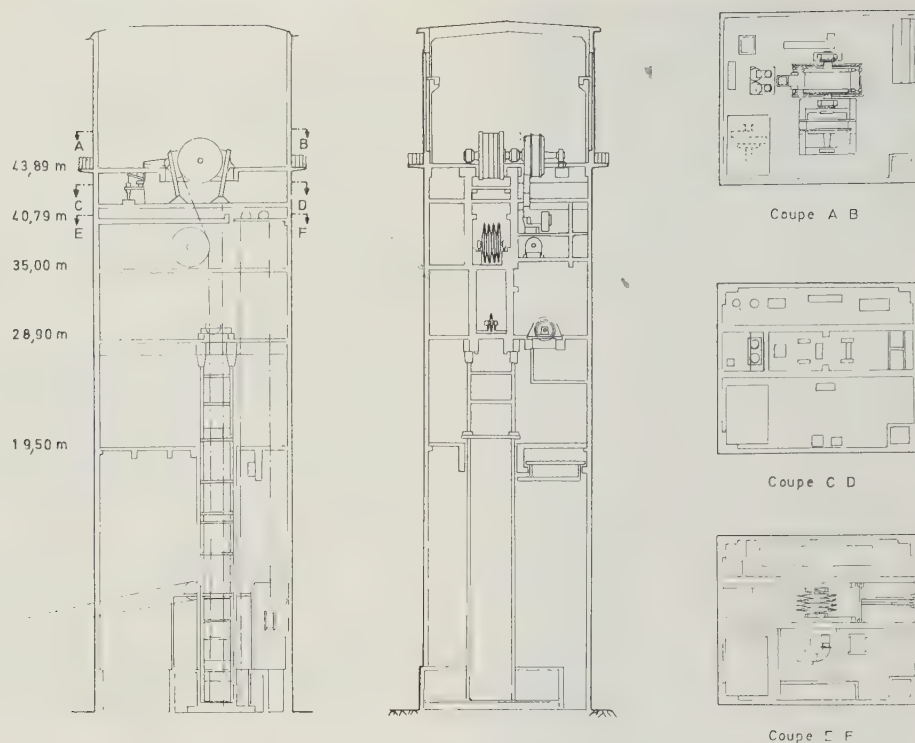 A
B
43,89 m
C
D
40,79 m
E
F
35,00 m
28,90 m
19,50 m
Coupe A B
Coupe C D
Coupe E F